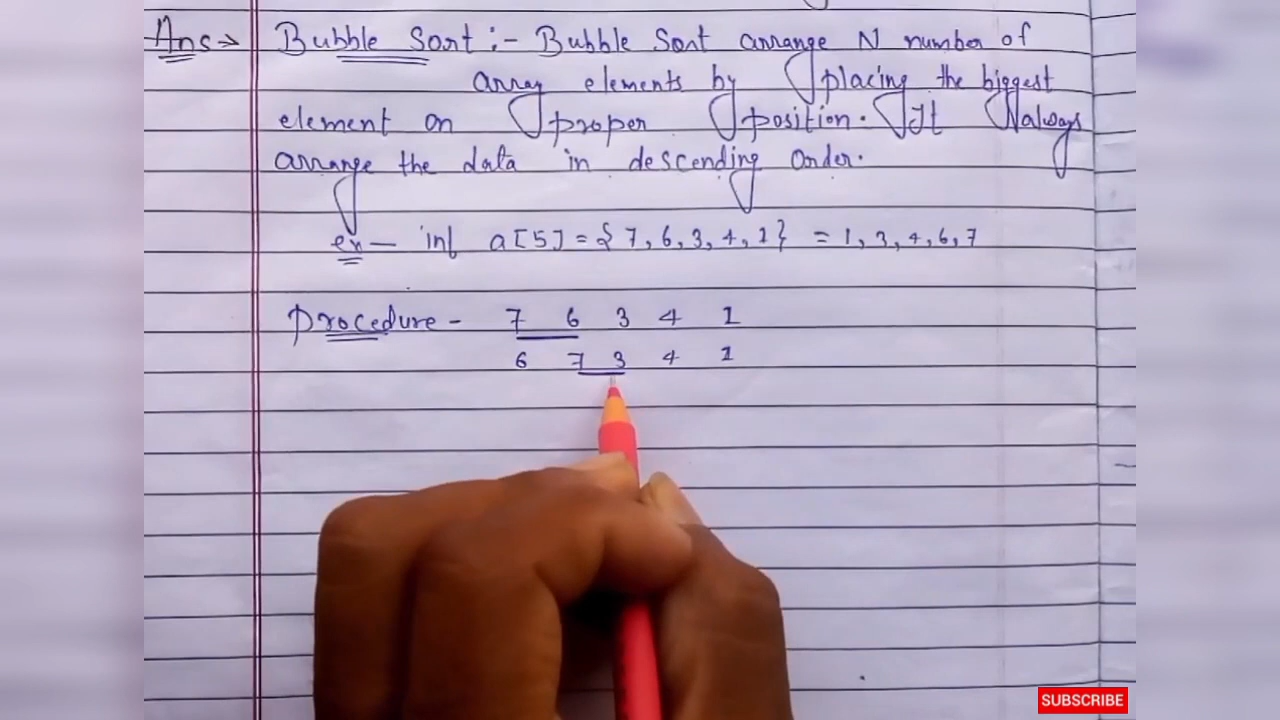 Ans → Bubble Sort :- Bubble Sort arrange N number of
array elements by placing the biggest
element on proper position. It always
arrange the data in descending order.
ex — int a[5] = {7, 6, 3, 4, 1} = 1, 3, 4, 6, 7
Procedure - 7 6 3 4 1
6 7 3 4 1
SUBSCRIBE